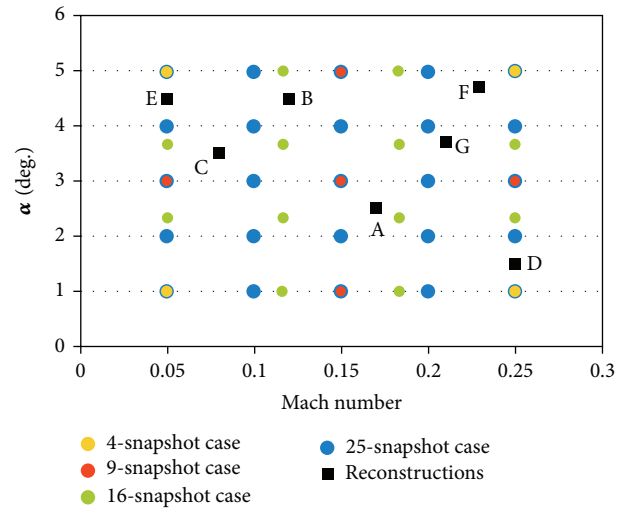 6
5
4
3
2
1
0
α (deg.)
E
B
F
C
G
A
D
0
0.05
0.1
0.15
0.2
0.25
0.3
Mach number
4-snapshot case
9-snapshot case
16-snapshot case
25-snapshot case
Reconstructions